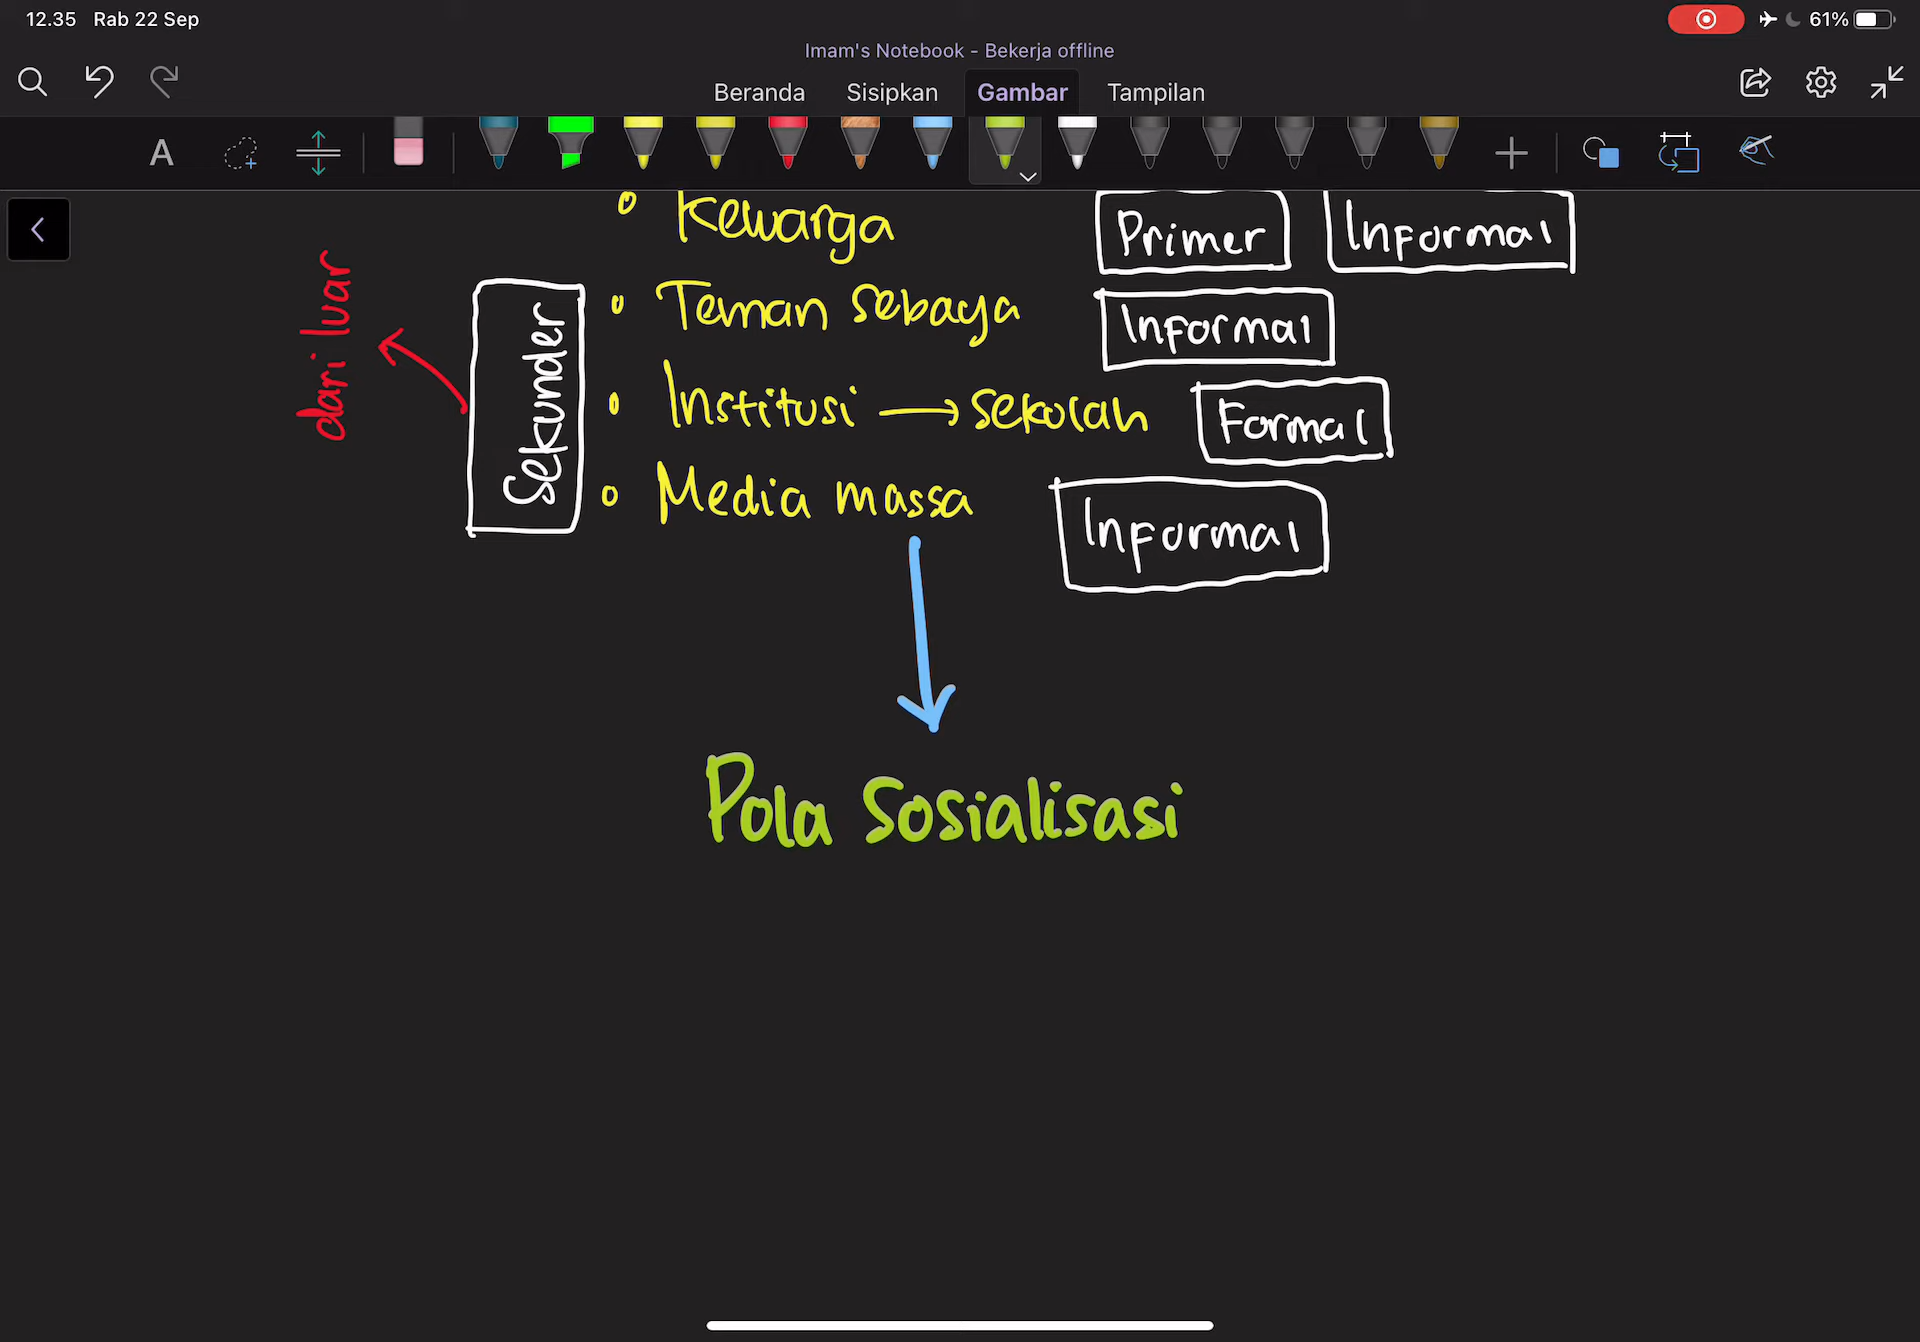 12.35 Rab 22 Sep
61%
Imam's Notebook - Bekerja offline
Beranda Sisipkan Gambar Tampilan
A
Kewarga Primer Informal
Teman Sebaya Informal
Institusi → Sekolah Formal
Media massa Informal
Sekunder
dari luar
Pola Sosialisasi